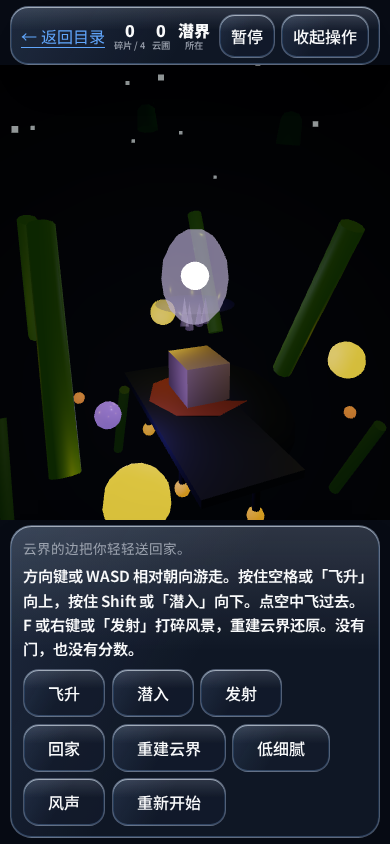 ← 返回目录
0
碎片 / 4
0
云圃
潜界
所在
暂停
收起操作
云界的边把你轻轻送回家。
方向键或 WASD 相对朝向游走。按住空格或「飞升」
向上，按住 Shift 或「潜入」向下。点空中飞过去。
F 或右键或「发射」打碎风景，重建云界还原。没有
门，也没有分数。
飞升
潜入
发射
回家
重建云界
低细腻
风声
重新开始